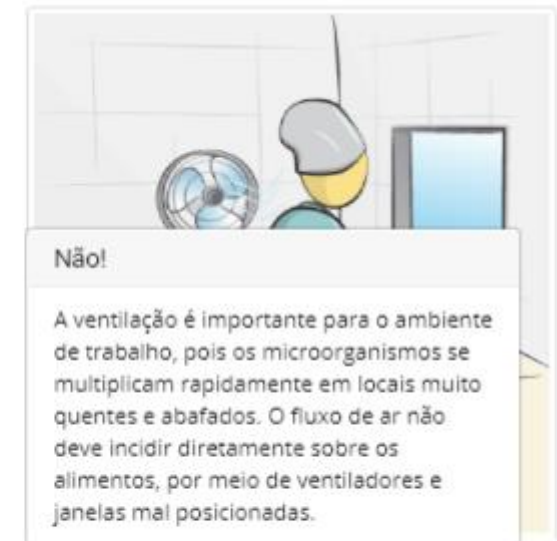 Não!
A ventilação é importante para o ambiente
de trabalho, pois os microorganismos se
multiplicam rapidamente em locais muito
quentes e abafados. O fluxo de ar não
deve incidir diretamente sobre os
alimentos, por meio de ventiladores e
janelas mal posicionadas.